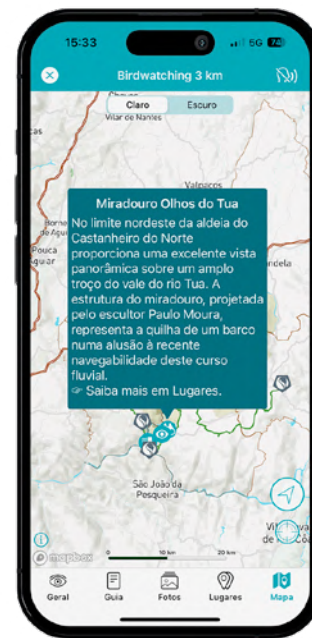 15:33
5G 74
Birdwatching 3 km
Claro Escuro
Vilar de Nantes
Valpaços
Miradouro Olhos do Tua
No limite nordeste da aldeia do
Castanheiro do Norte
proporciona uma excelente vista
panorâmica sobre um amplo
troço do vale do rio Tua. A
estrutura do miradouro, projetada
pelo escultor Paulo Moura,
representa a quilha de um barco
numa alusão à recente
navegabilidade deste curso
fluvial.
☞ Saiba mais em Lugares.
São João da
Pesqueira
mapbox
0 10 km 20 km
Geral Guia Fotos Lugares Mapa